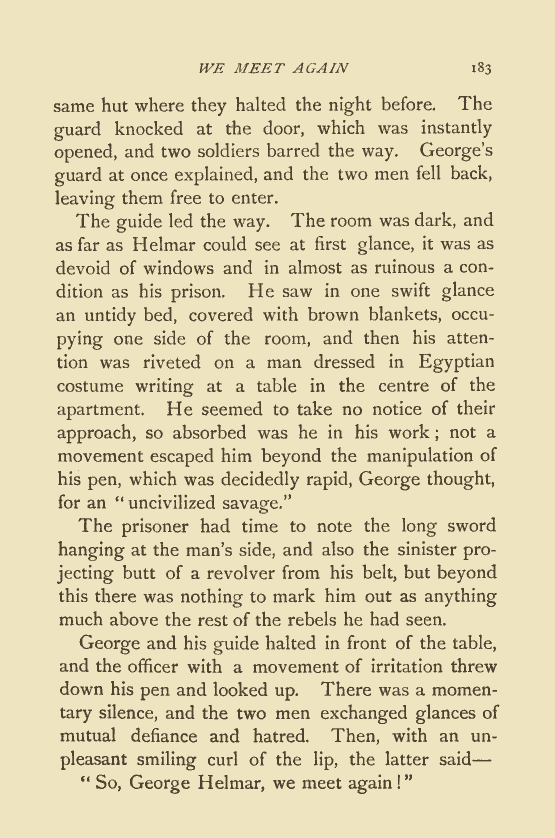 WE MEET AGAIN 183
same hut where they halted the night before. The
guard knocked at the door, which was instantly
opened, and two soldiers barred the way. George's
guard at once explained, and the two men fell back,
leaving them free to enter.
The guide led the way. The room was dark, and
as far as Helmar could see at first glance, it was as
devoid of windows and in almost as ruinous a con-
dition as his prison. He saw in one swift glance
an untidy bed, covered with brown blankets, occu-
pying one side of the room, and then his atten-
tion was riveted on a man dressed in Egyptian
costume writing at a table in the centre of the
apartment. He seemed to take no notice of their
approach, so absorbed was he in his work; not a
movement escaped him beyond the manipulation of
his pen, which was decidedly rapid, George thought,
for an "uncivilized savage."
The prisoner had time to note the long sword
hanging at the man's side, and also the sinister pro-
jecting butt of a revolver from his belt, but beyond
this there was nothing to mark him out as anything
much above the rest of the rebels he had seen.
George and his guide halted in front of the table,
and the officer with a movement of irritation threw
down his pen and looked up. There was a momen-
tary silence, and the two men exchanged glances of
mutual defiance and hatred. Then, with an un-
pleasant smiling curl of the lip, the latter said—
"So, George Helmar, we meet again!"